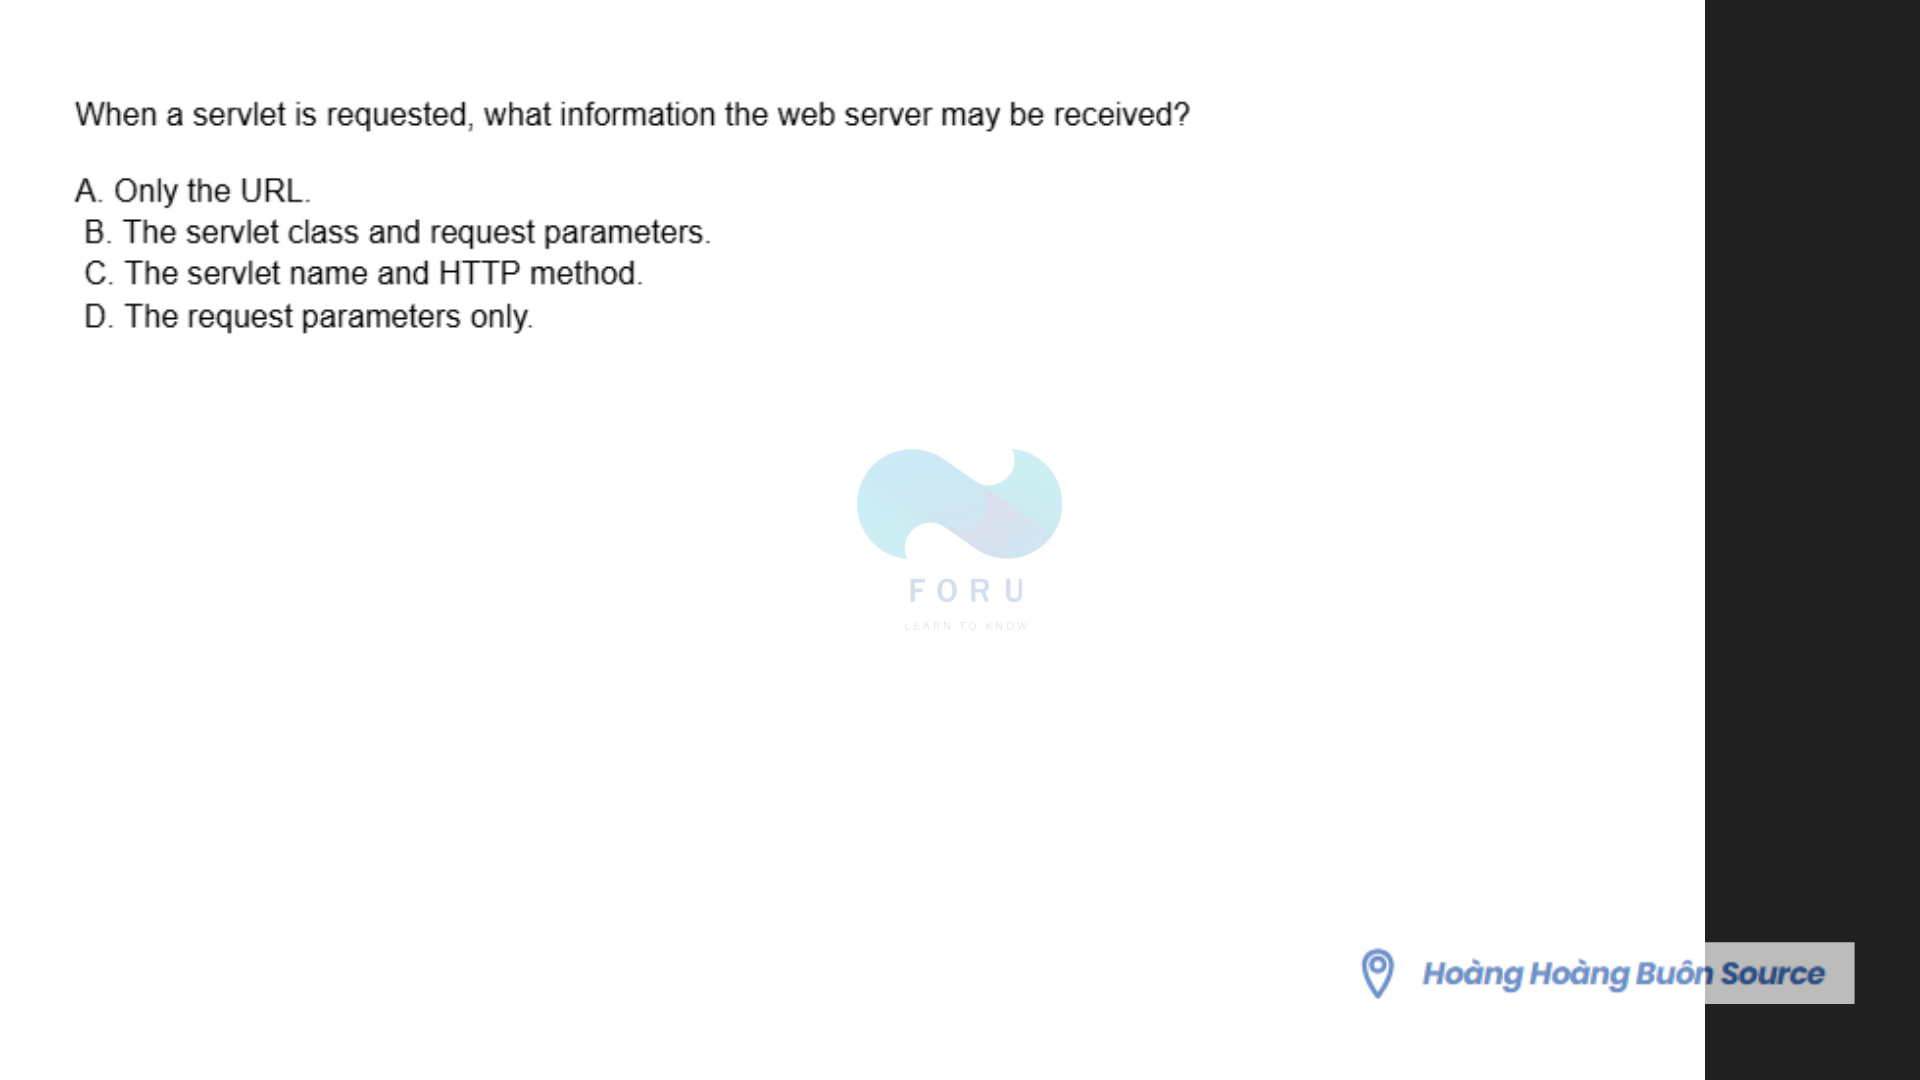 When a servlet is requested, what information the web server may be received?
A. Only the URL.
B. The servlet class and request parameters.
C. The servlet name and HTTP method.
D. The request parameters only.
FORU
LEARN TO KNOW
Hoàng Hoàng Buôn Source